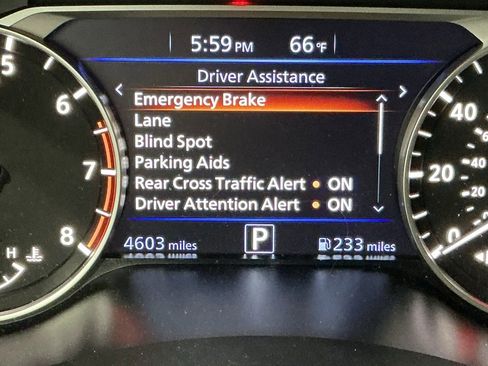 5:59 PM 66°F
Driver Assistance
Emergency Brake
Lane
Blind Spot
Parking Aids
Rear Cross Traffic Alert • ON
Driver Attention Alert • ON
4603 miles P 233 miles
5
6
7
8
H
40
20
0